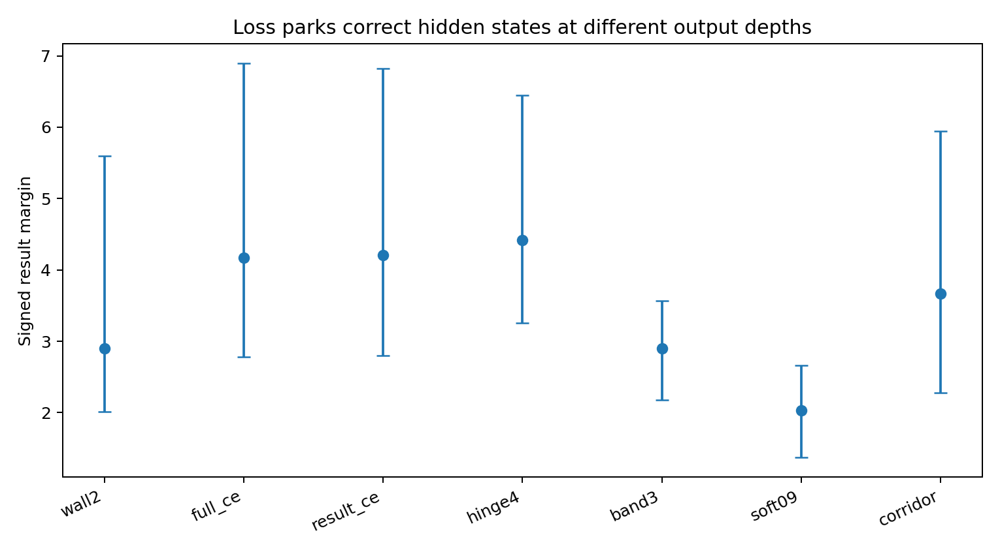 Loss parks correct hidden states at different output depths
Signed result margin
7
6
5
4
3
2
wall2
full_ce
result_ce
hinge4
band3
soft09
corridor